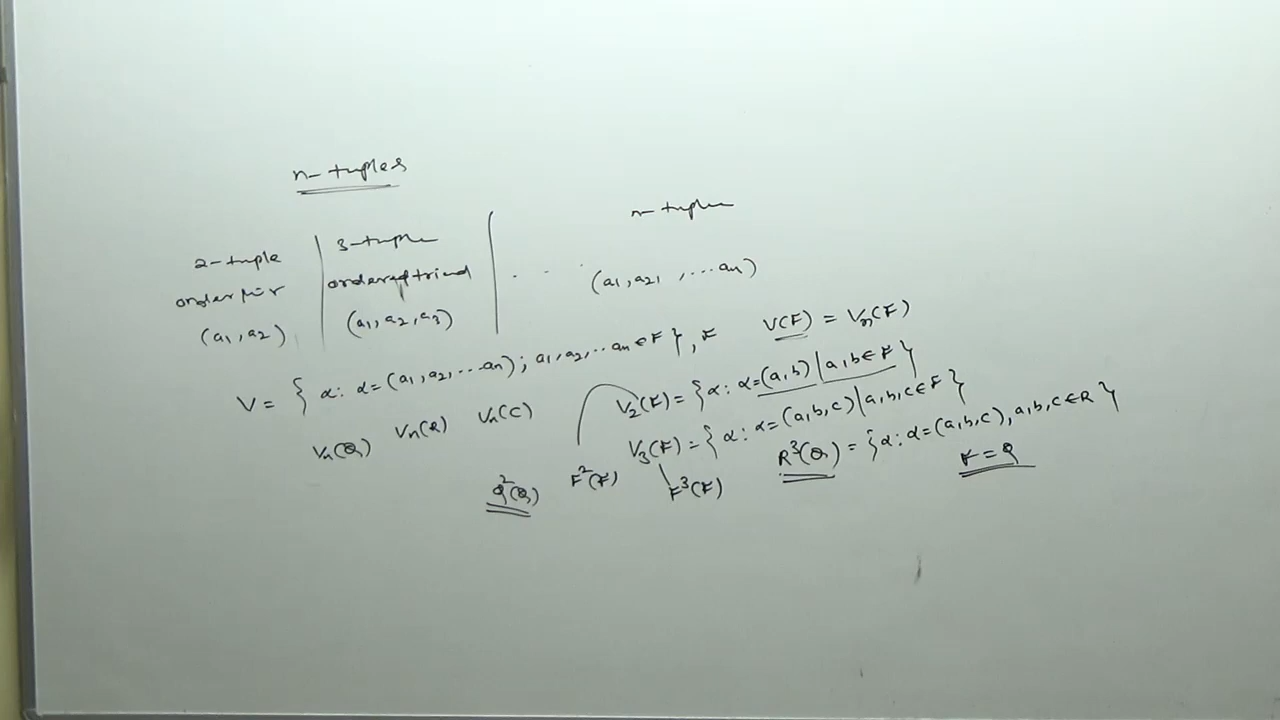 n-tuples
2-tuple
order pir
(a1, a2)
3-tuple
ordered triad
(a1, a2, a3)
. . .
n-tuple
(a1, a2, , ... an)
V = { α: α = (a1, a2, ... an); a1, a2, .. an ∈ F }, F
V(F) = Vn(F)
Vn(Q) Vn(R) Vn(C)
V2(F) = { α: α = (a, b) | a, b ∈ F }
V3(F) = { α: α = (a, b, c) | a, b, c ∈ F }
Q²(Q) F²(F) F³(F)
R³(Q) = { α: α = (a, b, c), a, b, c ∈ R }
F = Q